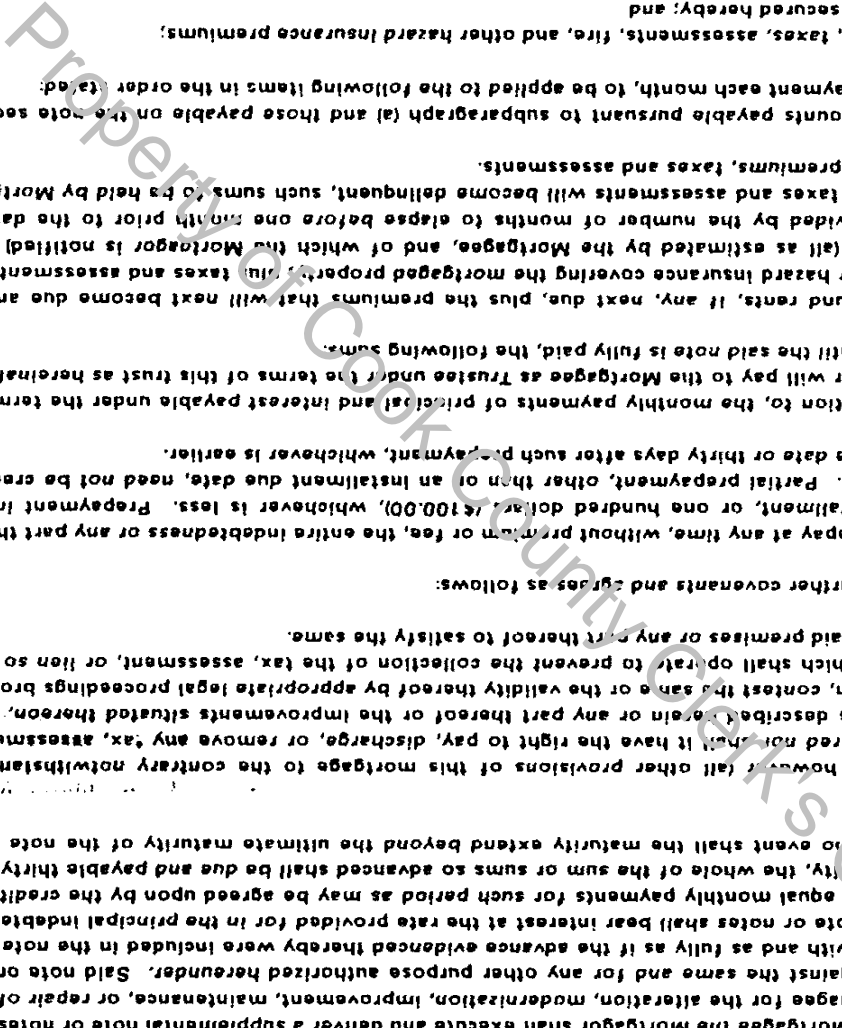 ortgagee the mortgagor shall execute and deliver a supplemental note or notes
agee for the alteration, modernization, improvement, maintenance, or repair of
ainst the same and for any other purpose authorized hereunder. Said note or
with and as fully as if the advance evidenced thereby were included in the note
ote or notes shall bear interest at the rate provided for in the principal indebte
equal monthly payments for such period as may be agreed upon by the credit
ity, the whole of the sum or sums so advanced shall be due and payable thirty
o event shall the maturity extend beyond the ultimate maturity of the note
however (all other provisions of this mortgage to the contrary notwithstan
red nor shall it have the right to pay, discharge, or remove any tax, assessme
s described herein or any part thereof or the improvements situated thereon,
n, contest the same or the validity thereof by appropriate legal proceedings bro
hich shall operate to prevent the collection of the tax, assessment, or lien so
aid premises or any part thereof to satisfy the same.
rther covenants and agrees as follows:
epay at any time, without premium or fee, the entire indebtedness or any part th
allment, or one hundred dollars ($100.00), whichever is less. Prepayment in
. Partial prepayment, other than on an installment due date, need not be cre
e date or thirty days after such prepayment, whichever is earlier.
tion to, the monthly payments of principal and interest payable under the term
r will pay to the Mortgagee as Trustee under the terms of this trust as hereinaf
til the said note is fully paid, the following sums.
und rents, if any, next due, plus the premiums that will next become due an
r hazard insurance covering the mortgaged property, plus taxes and assessment
(all as estimated by the Mortgagee, and of which the Mortgagor is notified)
vided by the number of months to elapse before one month prior to the da
taxes and assessments will become delinquent, such sums to be held by Mortg
premiums, taxes and assessments.
ounts payable pursuant to subparagraph (a) and those payable on the note sec
ayment each month, to be applied to the following items in the order stated:
, taxes, assessments, fire, and other hazard insurance premiums;
secured hereby; and
Property of Cook County Clerk's O